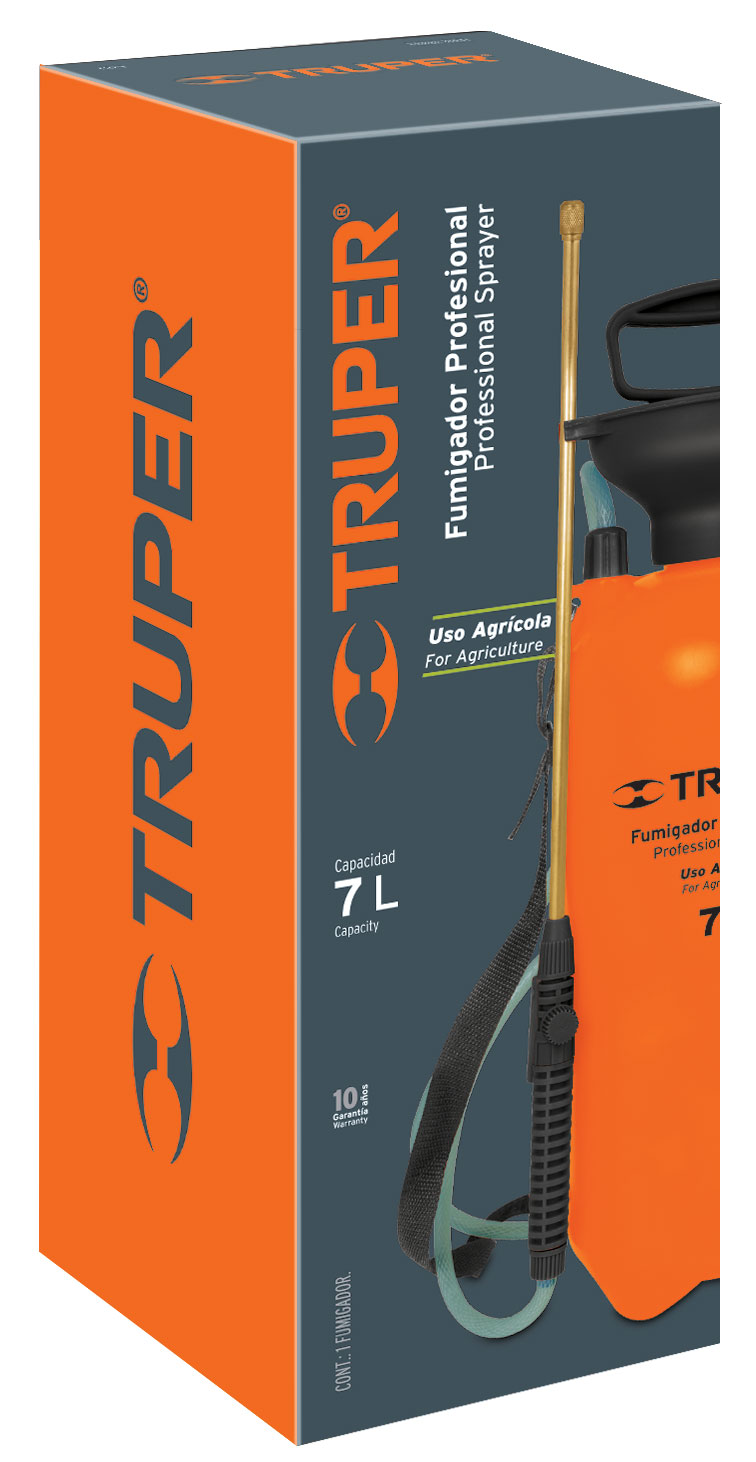 TRUPER®
TRUPER®
TRUPER®
Fumigador Profesional
Professional Sprayer
Uso Agrícola
For Agriculture
Capacidad
7 L
Capacity
10 años
Garantía
Warranty
CONT.: 1 FUMIGADOR.
TR
Fumigador
Profession
Uso A
For Agr
7